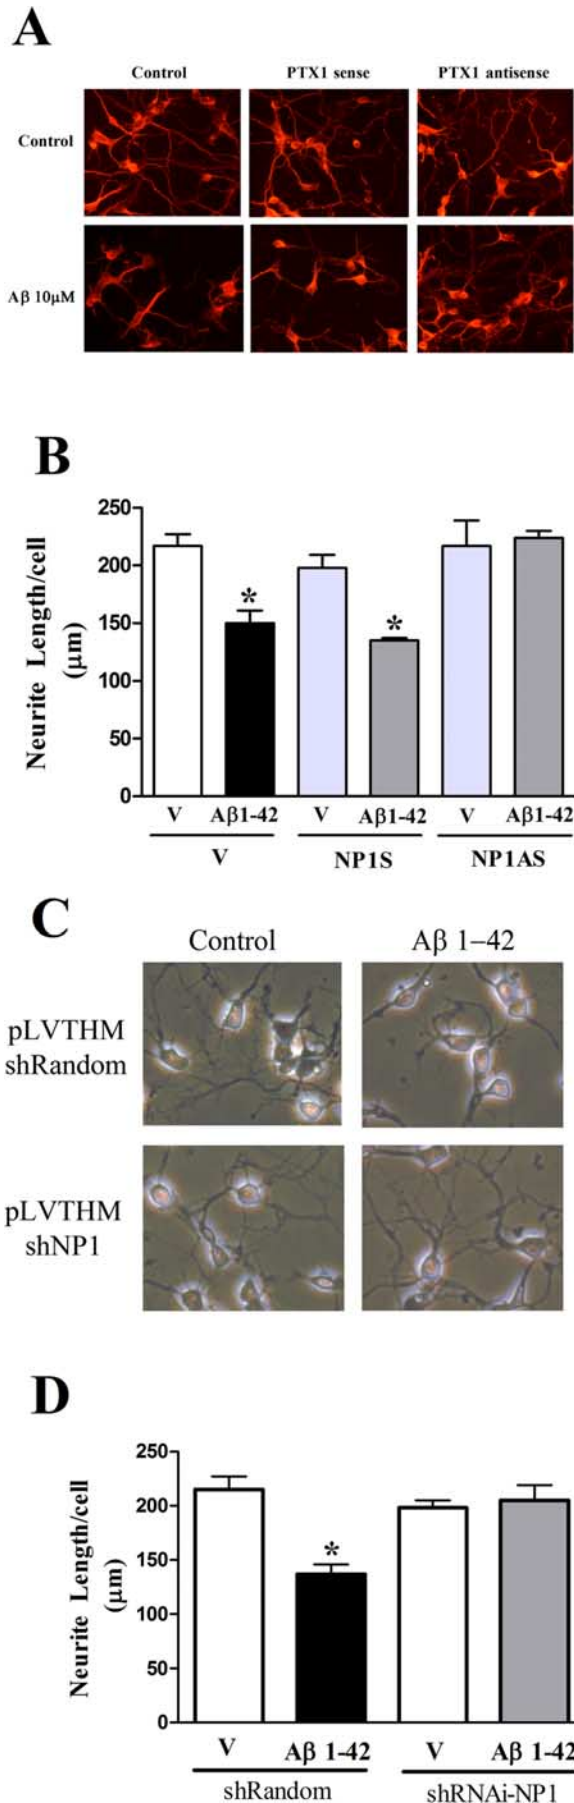 A
Control PTX1 sense PTX1 antisense
Control
Aβ 10μM
B
Neurite Length/cell
(μm)
250
200
150
100
50
0
*
*
V Aβ1-42 V Aβ1-42 V Aβ1-42
V NP1S NP1AS
C
Control Aβ 1–42
pLVTHM
shRandom
pLVTHM
shNP1
D
Neurite Length/cell
(μm)
250
200
150
100
50
0
*
V Aβ 1-42 V Aβ 1-42
shRandom shRNAi-NP1